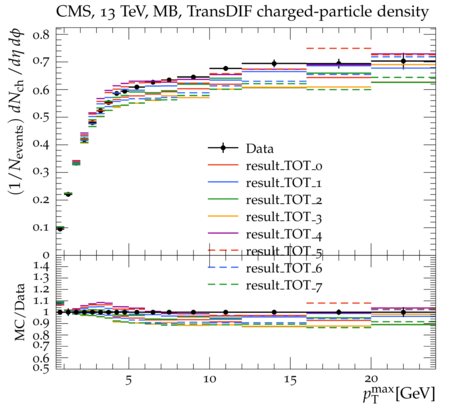 CMS, 13 TeV, MB, TransDIF charged-particle density
(1/N_events) dN_ch/dη dφ
0.8
0.7
0.6
0.5
0.4
0.3
0.2
0.1
0
Data
result_TOT_0
result_TOT_1
result_TOT_2
result_TOT_3
result_TOT_4
result_TOT_5
result_TOT_6
result_TOT_7
MC/Data
1.4
1.3
1.2
1.1
1
0.9
0.8
0.7
0.6
0.5
5 10 15 20
p_T^max[GeV]